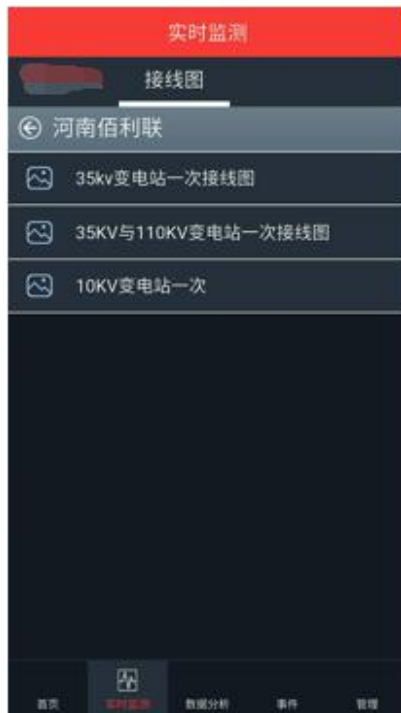 实时监测
接线图
河南佰利联
35kv变电站一次接线图
35KV与110KV变电站一次接线图
10KV变电站一次
首页 实时监测 数据分析 事件 管理